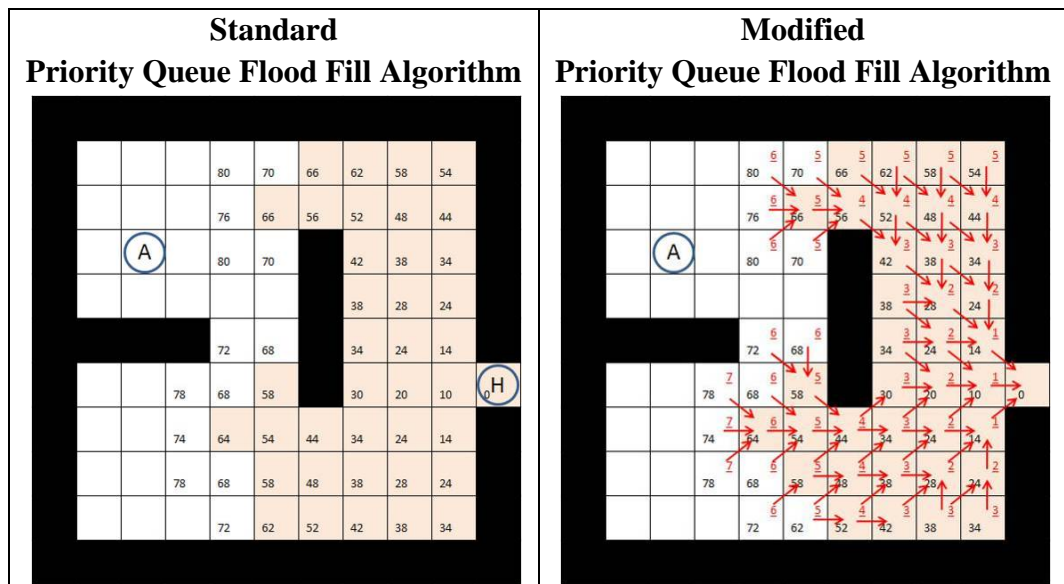 Standard
Priority Queue Flood Fill Algorithm
80 70 66 62 58 54
76 66 56 52 48 44
A
80 70 42 38 34
38 28 24
72 68 34 24 14
H
78 68 58 30 20 10 0
74 64 54 44 34 24 14
78 68 58 48 38 28 24
72 62 52 42 38 34
Modified
Priority Queue Flood Fill Algorithm
6 5 5 5 5 5
80 70 66 62 58 54
6 5 4 4 4 4
76 66 56 52 48 44
6 5 3 3 3
A
80 70 42 38 34
3 2 2
38 28 24
6 6 3 2 1
72 68 34 24 14
7 6 5 3 2 1
H
78 68 58 30 20 10 0
7 6 5 4 3 2 1
74 64 54 44 34 24 14
7 6 5 4 3 2 2
78 68 58 48 38 28 24
6 5 4 3 3 3
72 62 52 42 38 34